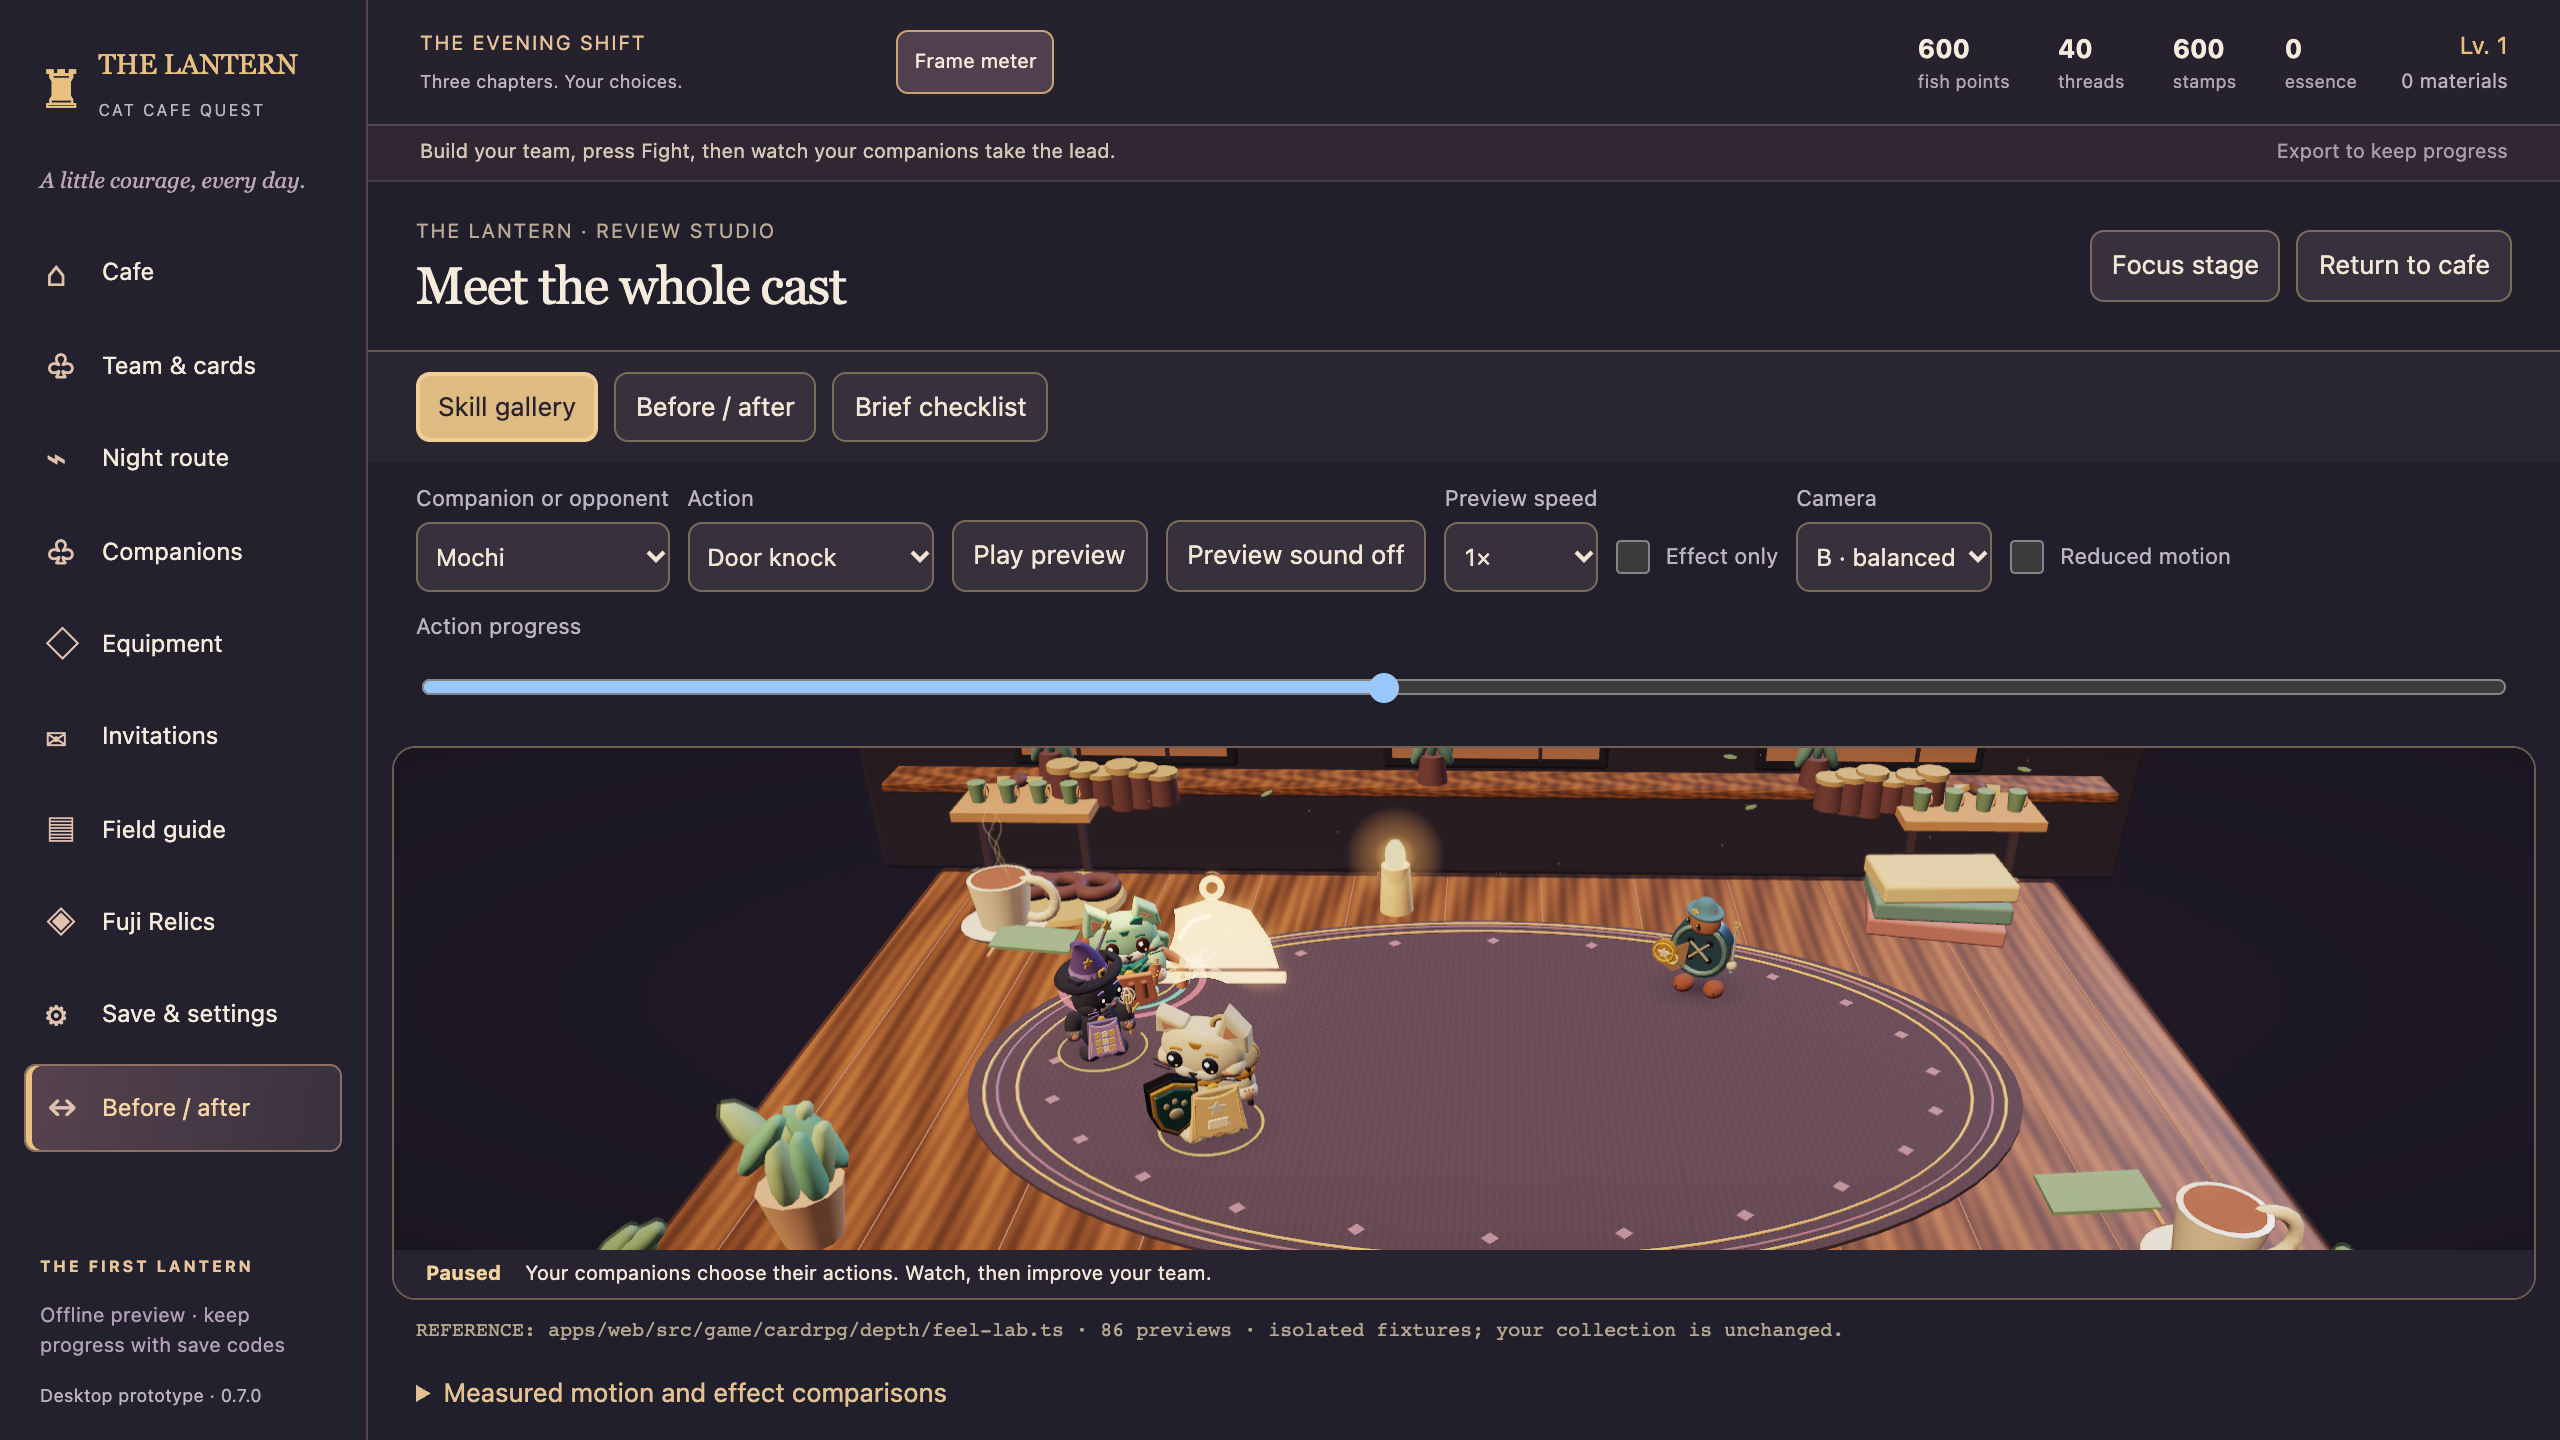 THE LANTERN
CAT CAFE QUEST
A little courage, every day.
Cafe
Team & cards
Night route
Companions
Equipment
Invitations
Field guide
Fuji Relics
Save & settings
Before / after
THE FIRST LANTERN
Offline preview · keep
progress with save codes
Desktop prototype · 0.7.0
THE EVENING SHIFT
Three chapters. Your choices.
Frame meter
600 fish points
40 threads
600 stamps
0 essence
Lv. 1
0 materials
Build your team, press Fight, then watch your companions take the lead.
Export to keep progress
THE LANTERN · REVIEW STUDIO
Meet the whole cast
Focus stage
Return to cafe
Skill gallery
Before / after
Brief checklist
Companion or opponent
Mochi
Action
Door knock
Play preview
Preview sound off
Preview speed
1×
Effect only
Camera
B · balanced
Reduced motion
Action progress
Paused Your companions choose their actions. Watch, then improve your team.
REFERENCE: apps/web/src/game/cardrpg/depth/feel-lab.ts · 86 previews · isolated fixtures; your collection is unchanged.
Measured motion and effect comparisons